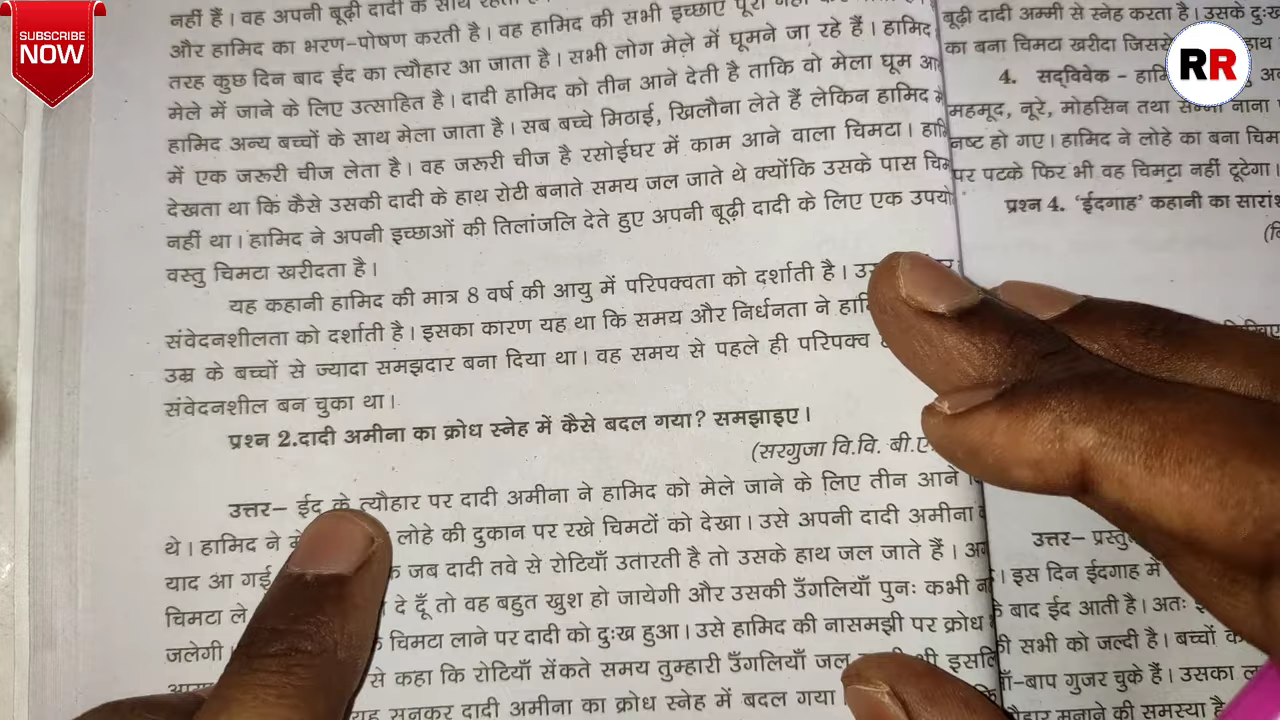 SUBSCRIBE
NOW
RR
नहीं हैं। वह अपनी बूढ़ी दादी के साथ
और हामिद का भरण-पोषण करती है। वह हामिद की सभी इच्छाएं
तरह कुछ दिन बाद ईद का त्यौहार आ जाता है। सभी लोग मेले में घूमने जा रहे हैं। हामिद
मेले में जाने के लिए उत्साहित है। दादी हामिद को तीन आने देती है ताकि वो मेला घूम
हामिद अन्य बच्चों के साथ मेला जाता है। सब बच्चे मिठाई, खिलौना लेते हैं लेकिन हामिद
में एक जरूरी चीज लेता है। वह जरूरी चीज है रसोईघर में काम आने वाला चिमटा।
देखता था कि कैसे उसकी दादी के हाथ रोटी बनाते समय जल जाते थे क्योंकि उसके पास
नहीं था। हामिद ने अपनी इच्छाओं की तिलांजलि देते हुए अपनी बूढ़ी दादी के लिए एक
वस्तु चिमटा खरीदता है।
यह कहानी हामिद की मात्र 8 वर्ष की आयु में परिपक्वता को दर्शाती है।
संवेदनशीलता को दर्शाती है। इसका कारण यह था कि समय और निर्धनता ने
उम्र के बच्चों से ज्यादा समझदार बना दिया था। वह समय से पहले ही परिपक्व
संवेदनशील बन चुका था।
प्रश्न 2.दादी अमीना का क्रोध स्नेह में कैसे बदल गया? समझाइए।
(सरगुजा वि.वि.
उत्तर– ईद के त्यौहार पर दादी अमीना ने हामिद को मेले जाने के लिए तीन आने
थे। हामिद ने लोहे की दुकान पर रखे चिमटों को देखा। उसे अपनी दादी अमीना
याद आ गई जब दादी तवे से रोटियाँ उतारती है तो उसके हाथ जल जाते हैं।
चिमटा ले दे दूँ तो वह बहुत खुश हो जायेगी और उसकी उँगलियाँ पुनः कभी
जलेगी। चिमटा लाने पर दादी को दुःख हुआ। उसे हामिद की नासमझी पर क्रोध
से कहा कि रोटियाँ सेंकते समय तुम्हारी उँगलियाँ जल
यह सुनकर दादी अमीना का क्रोध स्नेह में बदल गया।
बूढ़ी दादी अम्मी से स्नेह करता है। उसके
का बना चिमटा खरीदा जिससे हाथ
4. सद्‌विवेक –
महमूद, नूरे, मोहसिन तथा
नष्ट हो गए। हामिद ने लोहे का बना
पर पटके फिर भी वह चिमटा नहीं टूटेगा।
प्रश्न 4. ‘ईदगाह’ कहानी का
उत्तर–
। इस दिन ईदगाह में
बाद ईद आती है। अतः
सभी को जल्दी है। बच्चों
गुजर चुके हैं। उसका
मनाने की समस्या है